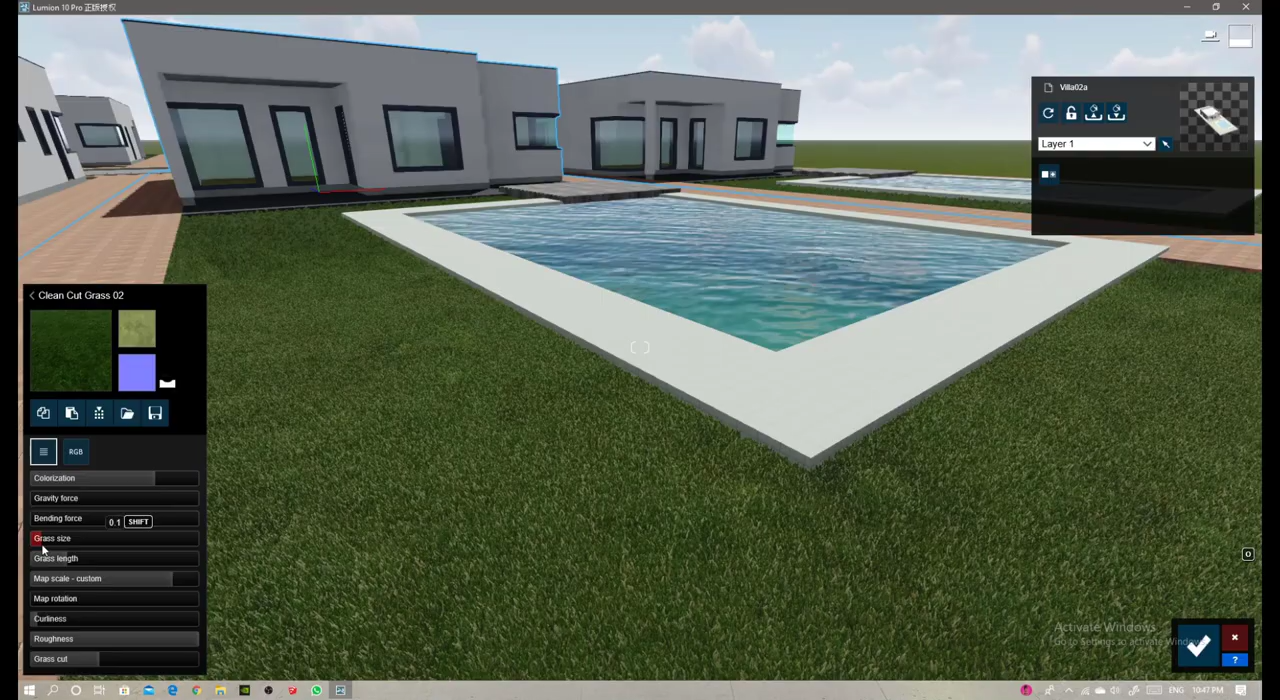 Lumion 10 Pro 正版授权
Villa02a
Layer 1
Clean Cut Grass 02
RGB
Colorization
Gravity force
Bending force
0.1 SHIFT
Grass size
Grass length
Map scale - custom
Map rotation
Curliness
Roughness
Grass cut
O
Activate Windows
Go to Settings to activate Windows
?
ENG
10:47 PM